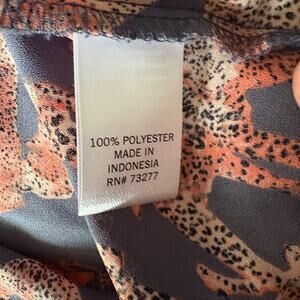 100% POLYESTER
MADE IN
INDONESIA
RN# 73277